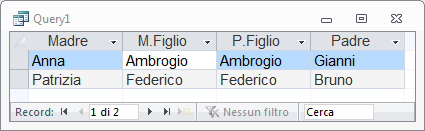 Query1
Madre M.Figlio P.Figlio Padre
Anna Ambrogio Ambrogio Gianni
Patrizia Federico Federico Bruno
Record: 1 di 2 Nessun filtro Cerca